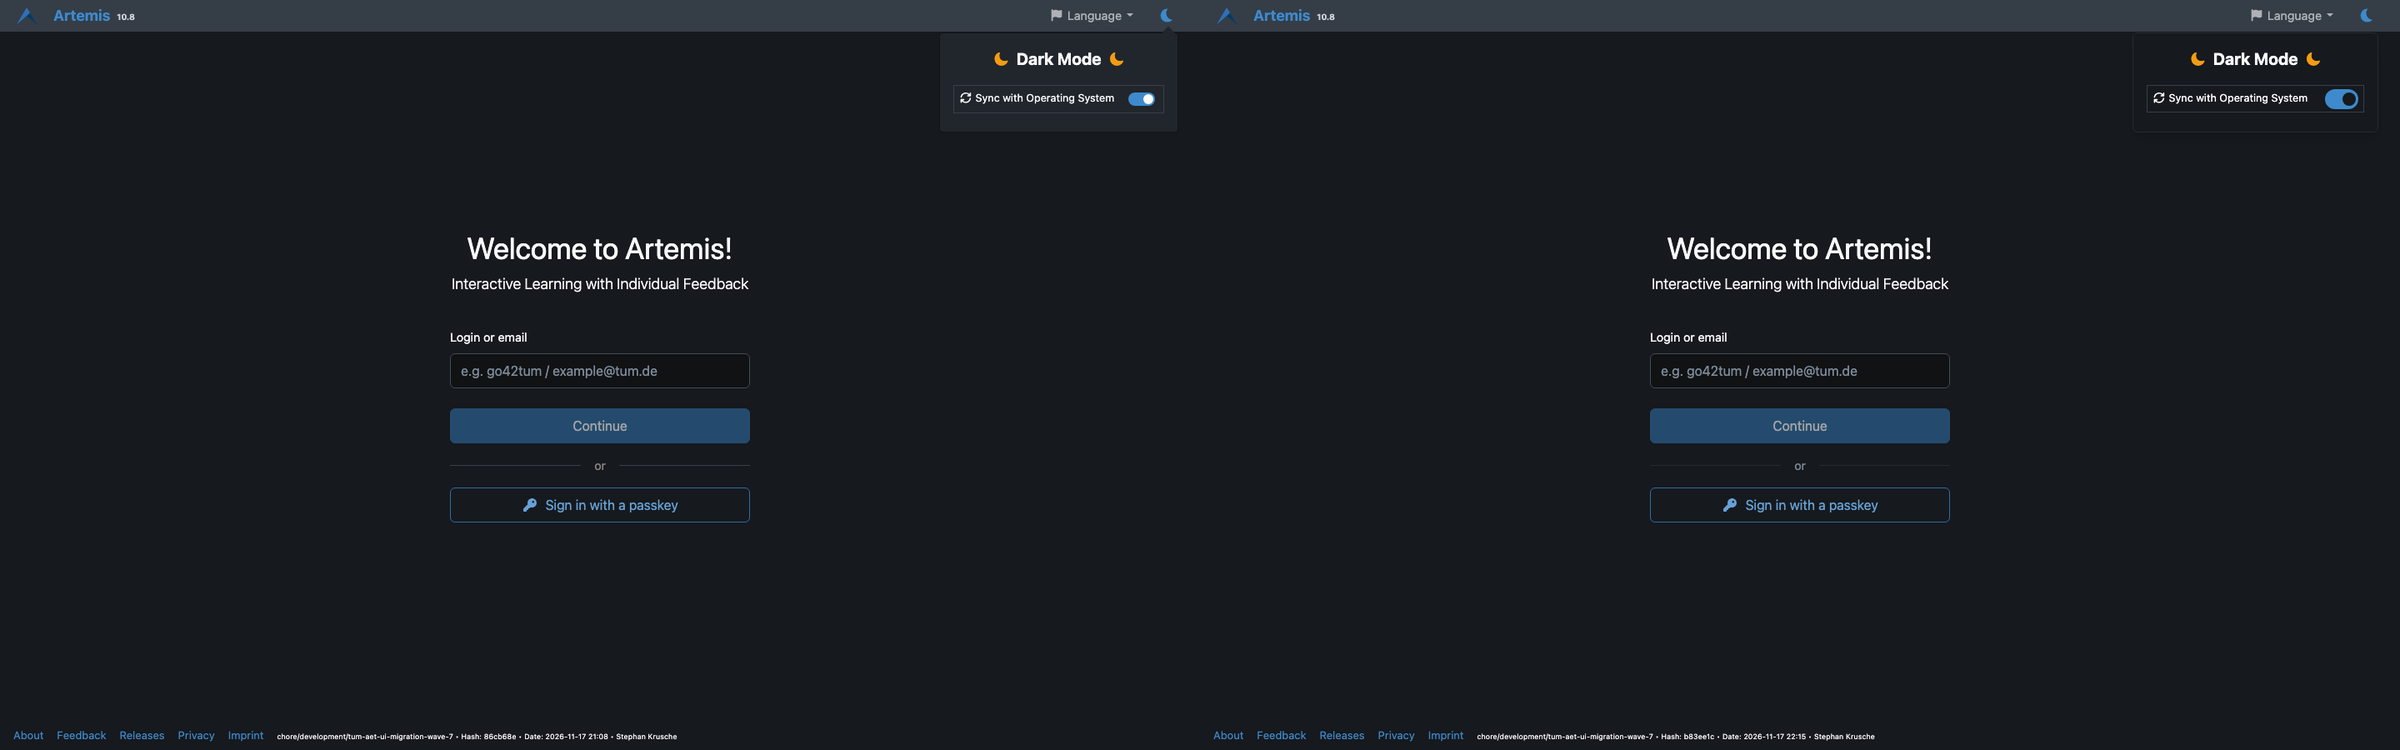 Artemis 10.8
Language
Dark Mode
Sync with Operating System
Welcome to Artemis!
Interactive Learning with Individual Feedback
Login or email
e.g. go42tum / example@tum.de
Continue
or
Sign in with a passkey
About Feedback Releases Privacy Imprint chore/development/tum-aet-ui-migration-wave-7 • Hash: 86cb68e • Date: 2026-11-17 21:08 • Stephan Krusche
Artemis 10.8
Language
Dark Mode
Sync with Operating System
Welcome to Artemis!
Interactive Learning with Individual Feedback
Login or email
e.g. go42tum / example@tum.de
Continue
or
Sign in with a passkey
About Feedback Releases Privacy Imprint chore/development/tum-aet-ui-migration-wave-7 • Hash: b83ee1c • Date: 2026-11-17 22:15 • Stephan Krusche